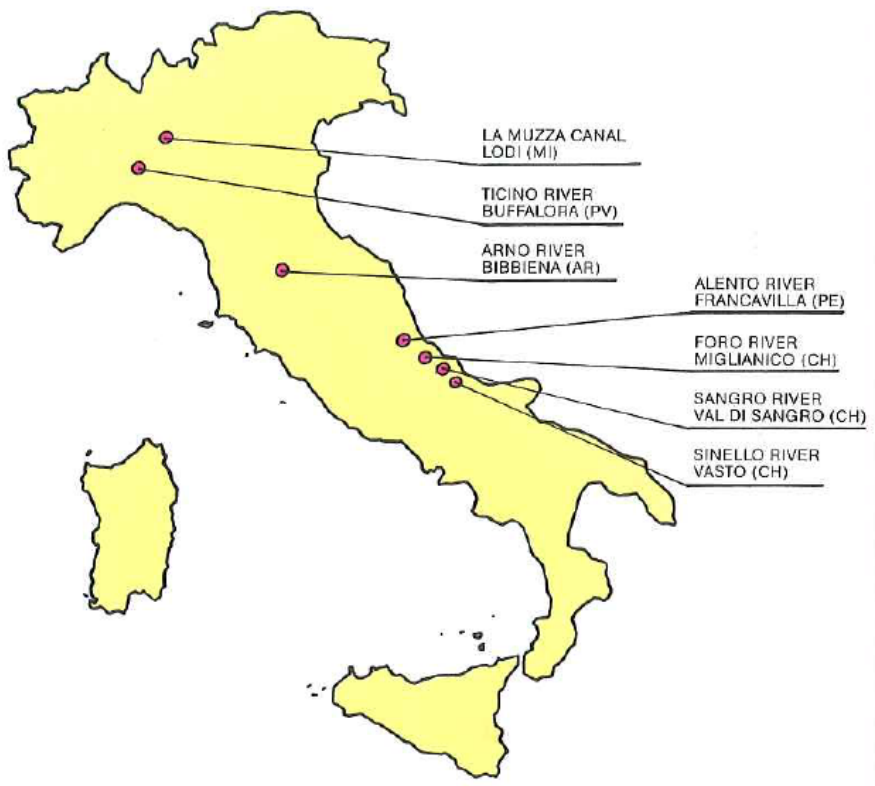 LA MUZZA CANAL
LODI (MI)
TICINO RIVER
BUFFALORA (PV)
ARNO RIVER
BIBBIENA (AR)
ALENTO RIVER
FRANCAVILLA (PE)
FORO RIVER
MIGLIANICO (CH)
SANGRO RIVER
VAL DI SANGRO (CH)
SINELLO RIVER
VASTO (CH)